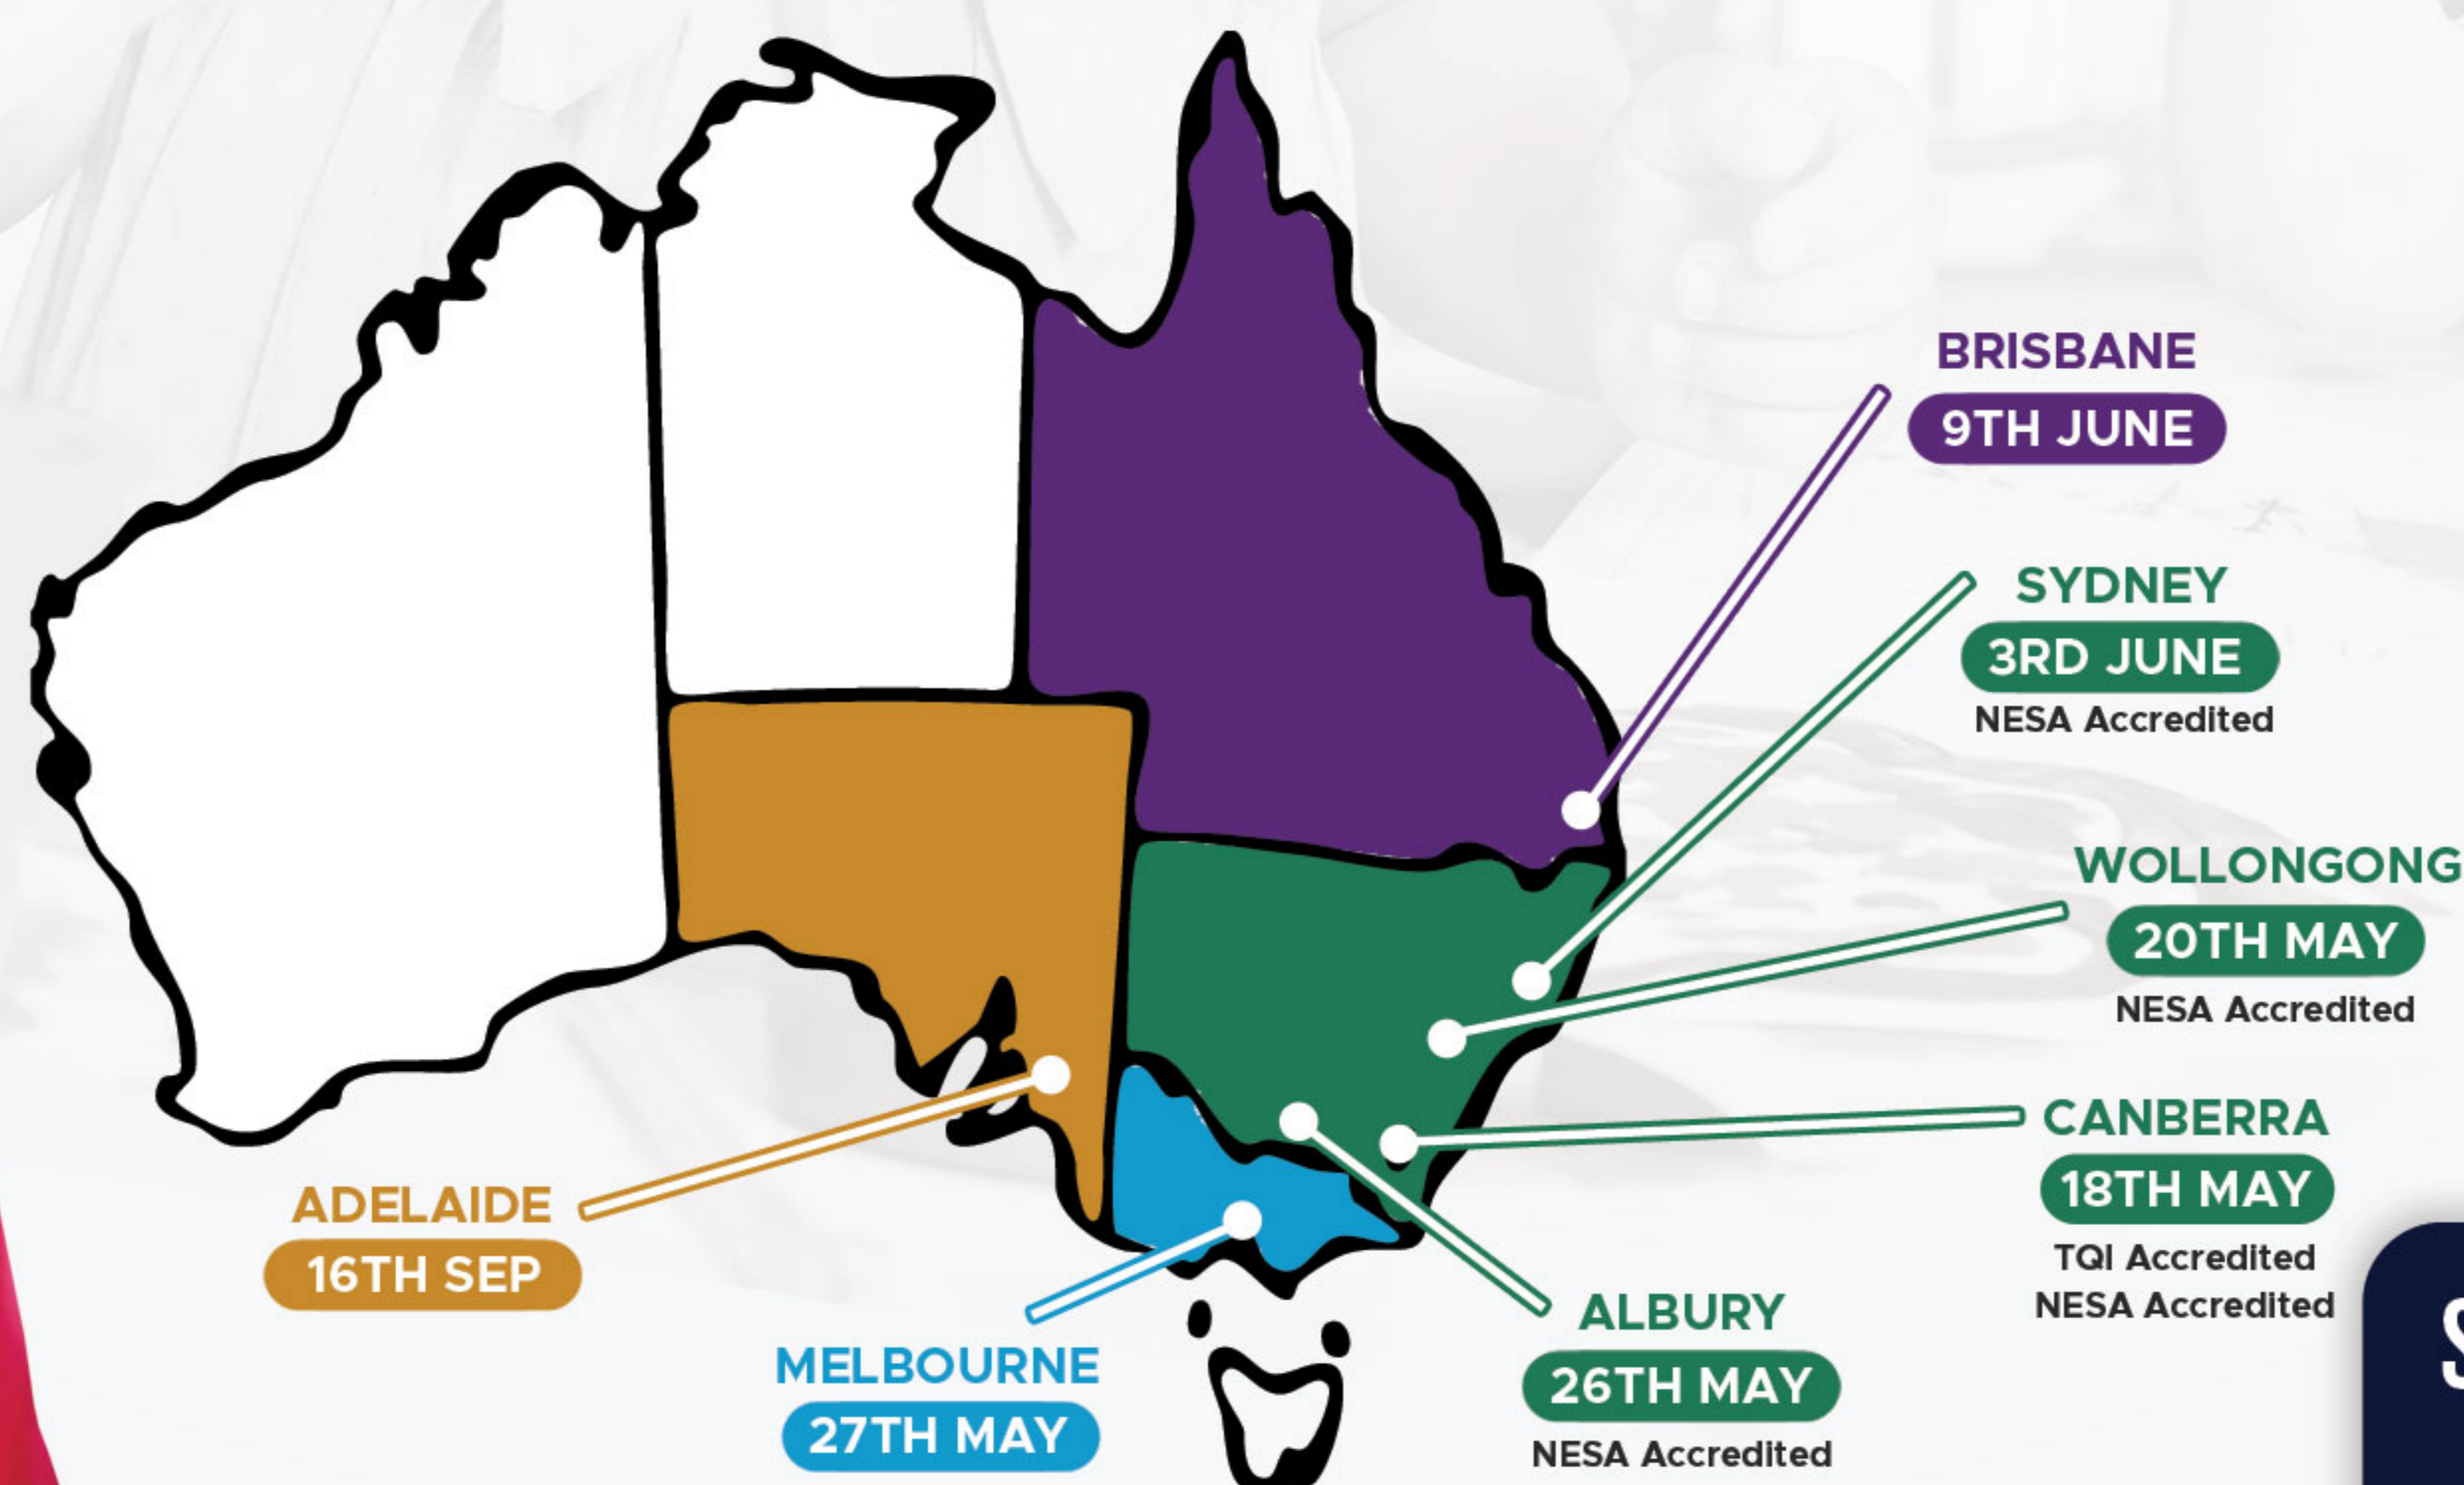 BRISBANE
9TH JUNE
SYDNEY
3RD JUNE
NESA Accredited
WOLLONGONG
20TH MAY
NESA Accredited
CANBERRA
18TH MAY
TQI Accredited
NESA Accredited
ADELAIDE
16TH SEP
MELBOURNE
27TH MAY
ALBURY
26TH MAY
NESA Accredited